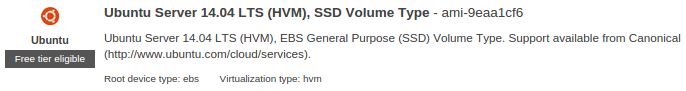 Ubuntu Server 14.04 LTS (HVM), SSD Volume Type - ami-9eaa1cf6
Ubuntu
Free tier eligible
Ubuntu Server 14.04 LTS (HVM), EBS General Purpose (SSD) Volume Type. Support available from Canonical
(http://www.ubuntu.com/cloud/services).
Root device type: ebs Virtualization type: hvm